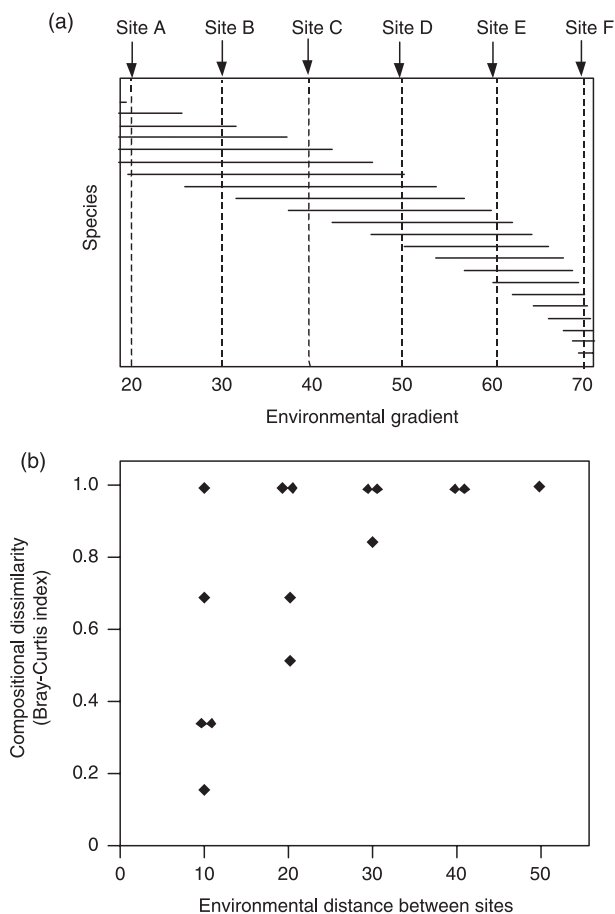 (a)
Site A Site B Site C Site D Site E Site F
Species
20 30 40 50 60 70
Environmental gradient
(b)
1.0
0.8
0.6
0.4
0.2
0
Compositional dissimilarity
(Bray-Curtis index)
0 10 20 30 40 50
Environmental distance between sites